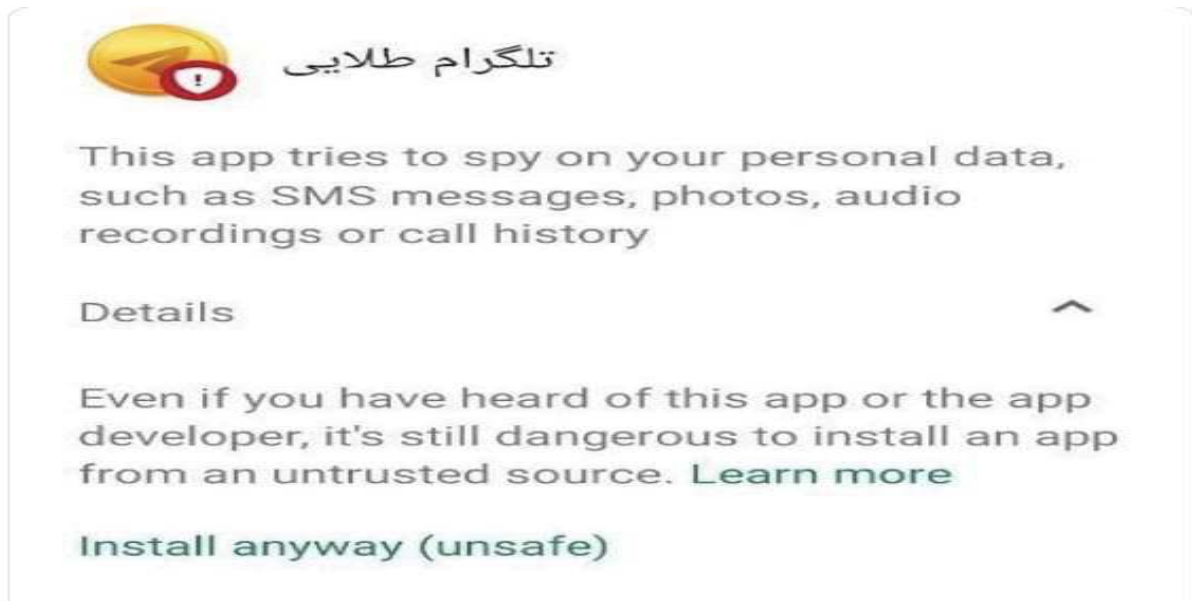 تلگرام طلایی
This app tries to spy on your personal data,
such as SMS messages, photos, audio
recordings or call history
Details
Even if you have heard of this app or the app
developer, it's still dangerous to install an app
from an untrusted source. Learn more
Install anyway (unsafe)